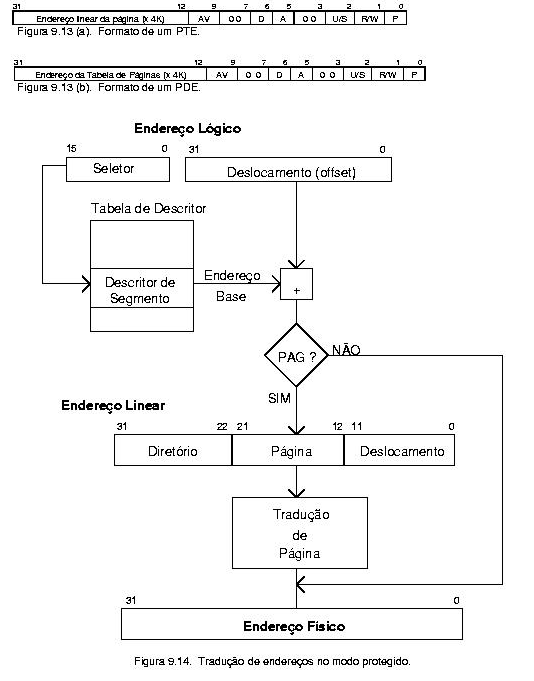 31 12 9 7 6 5 3 2 1 0
Endereço linear da página (x 4K) AV 0 0 D A 0 0 U/S R/W P
Figura 9.13 (a). Formato de um PTE.
31 12 9 7 6 5 3 2 1 0
Endereço da Tabela de Páginas (x 4K) AV 0 0 D A 0 0 U/S R/W P
Figura 9.13 (b). Formato de um PDE.
Endereço Lógico
15 0 31 0
Seletor Deslocamento (offset)
Tabela de Descritor
Descritor de
Segmento
Endereço
Base
+
PAG ?
NÃO
SIM
Endereço Linear
31 22 21 12 11 0
Diretório Página Deslocamento
Tradução
de
Página
31 0
Endereço Físico
Figura 9.14. Tradução de endereços no modo protegido.